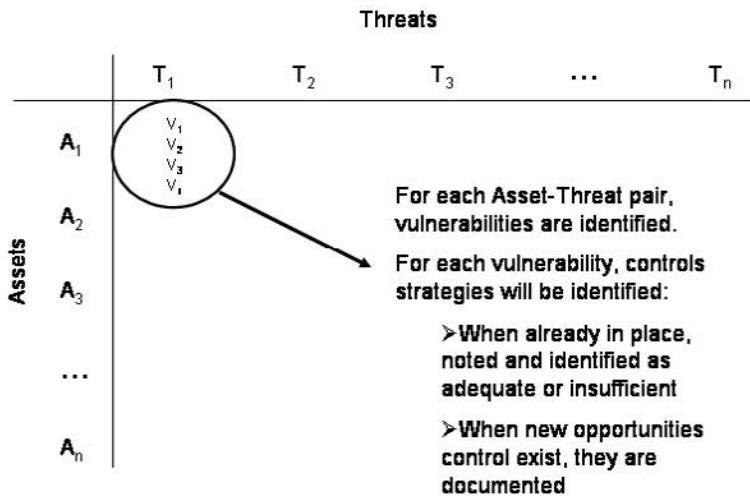 Threats
T₁ T₂ T₃ ... Tₙ
Assets
A₁
V₁
V₂
V₃
V₁
A₂
A₃
...
Aₙ
For each Asset-Threat pair,
vulnerabilities are identified.
For each vulnerability, controls
strategies will be identified:
➢When already in place,
noted and identified as
adequate or insufficient
➢When new opportunities
control exist, they are
documented